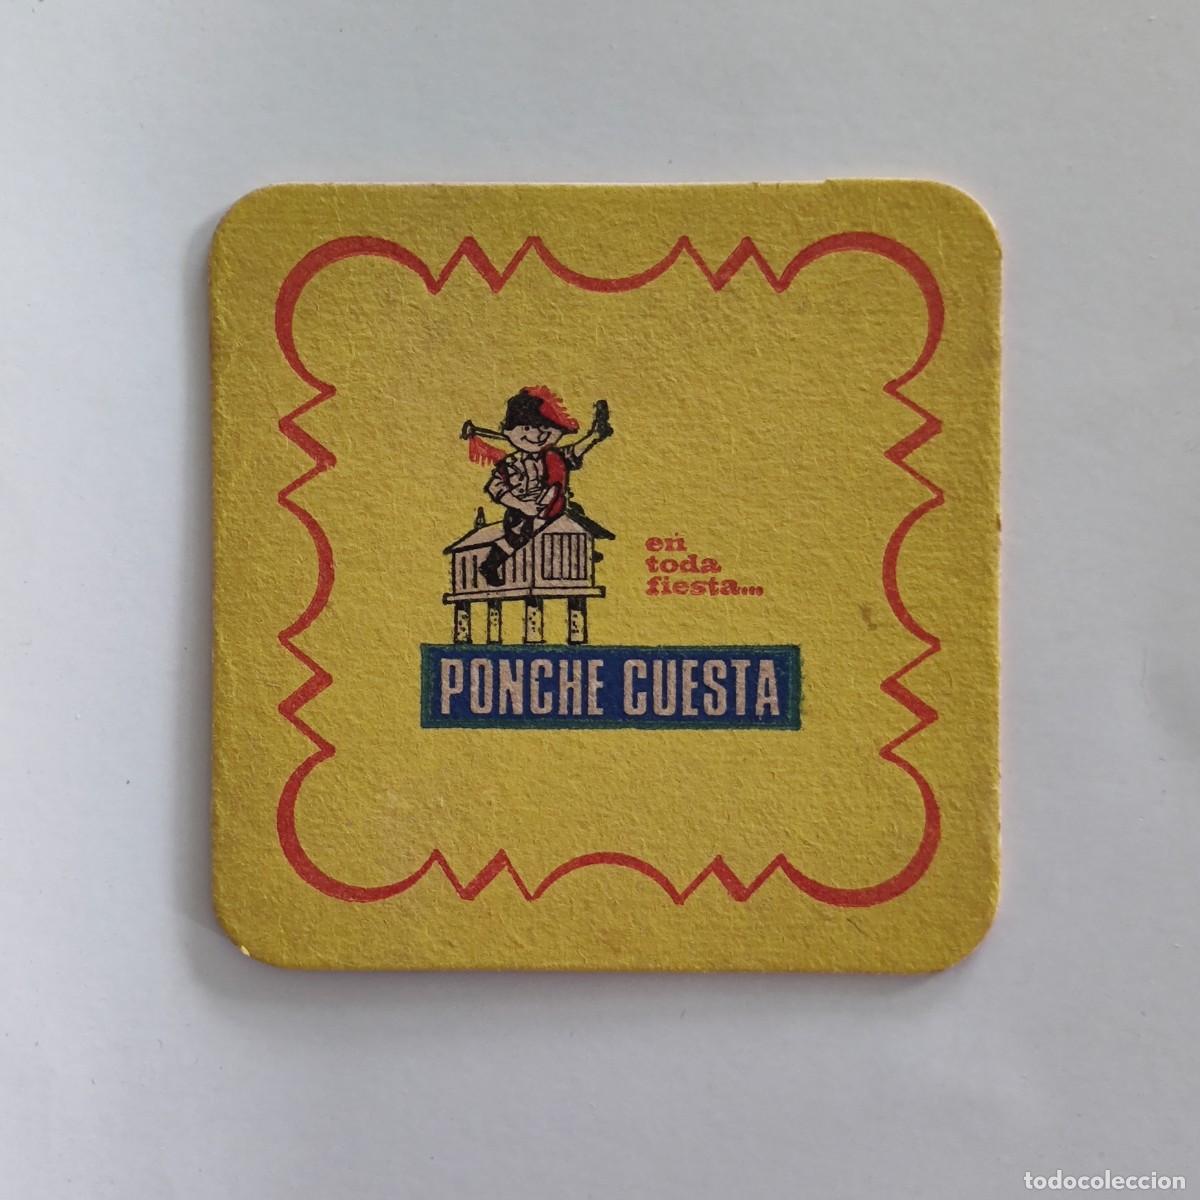 en
toda
fiesta...
PONCHE CUESTA
todocoleccion